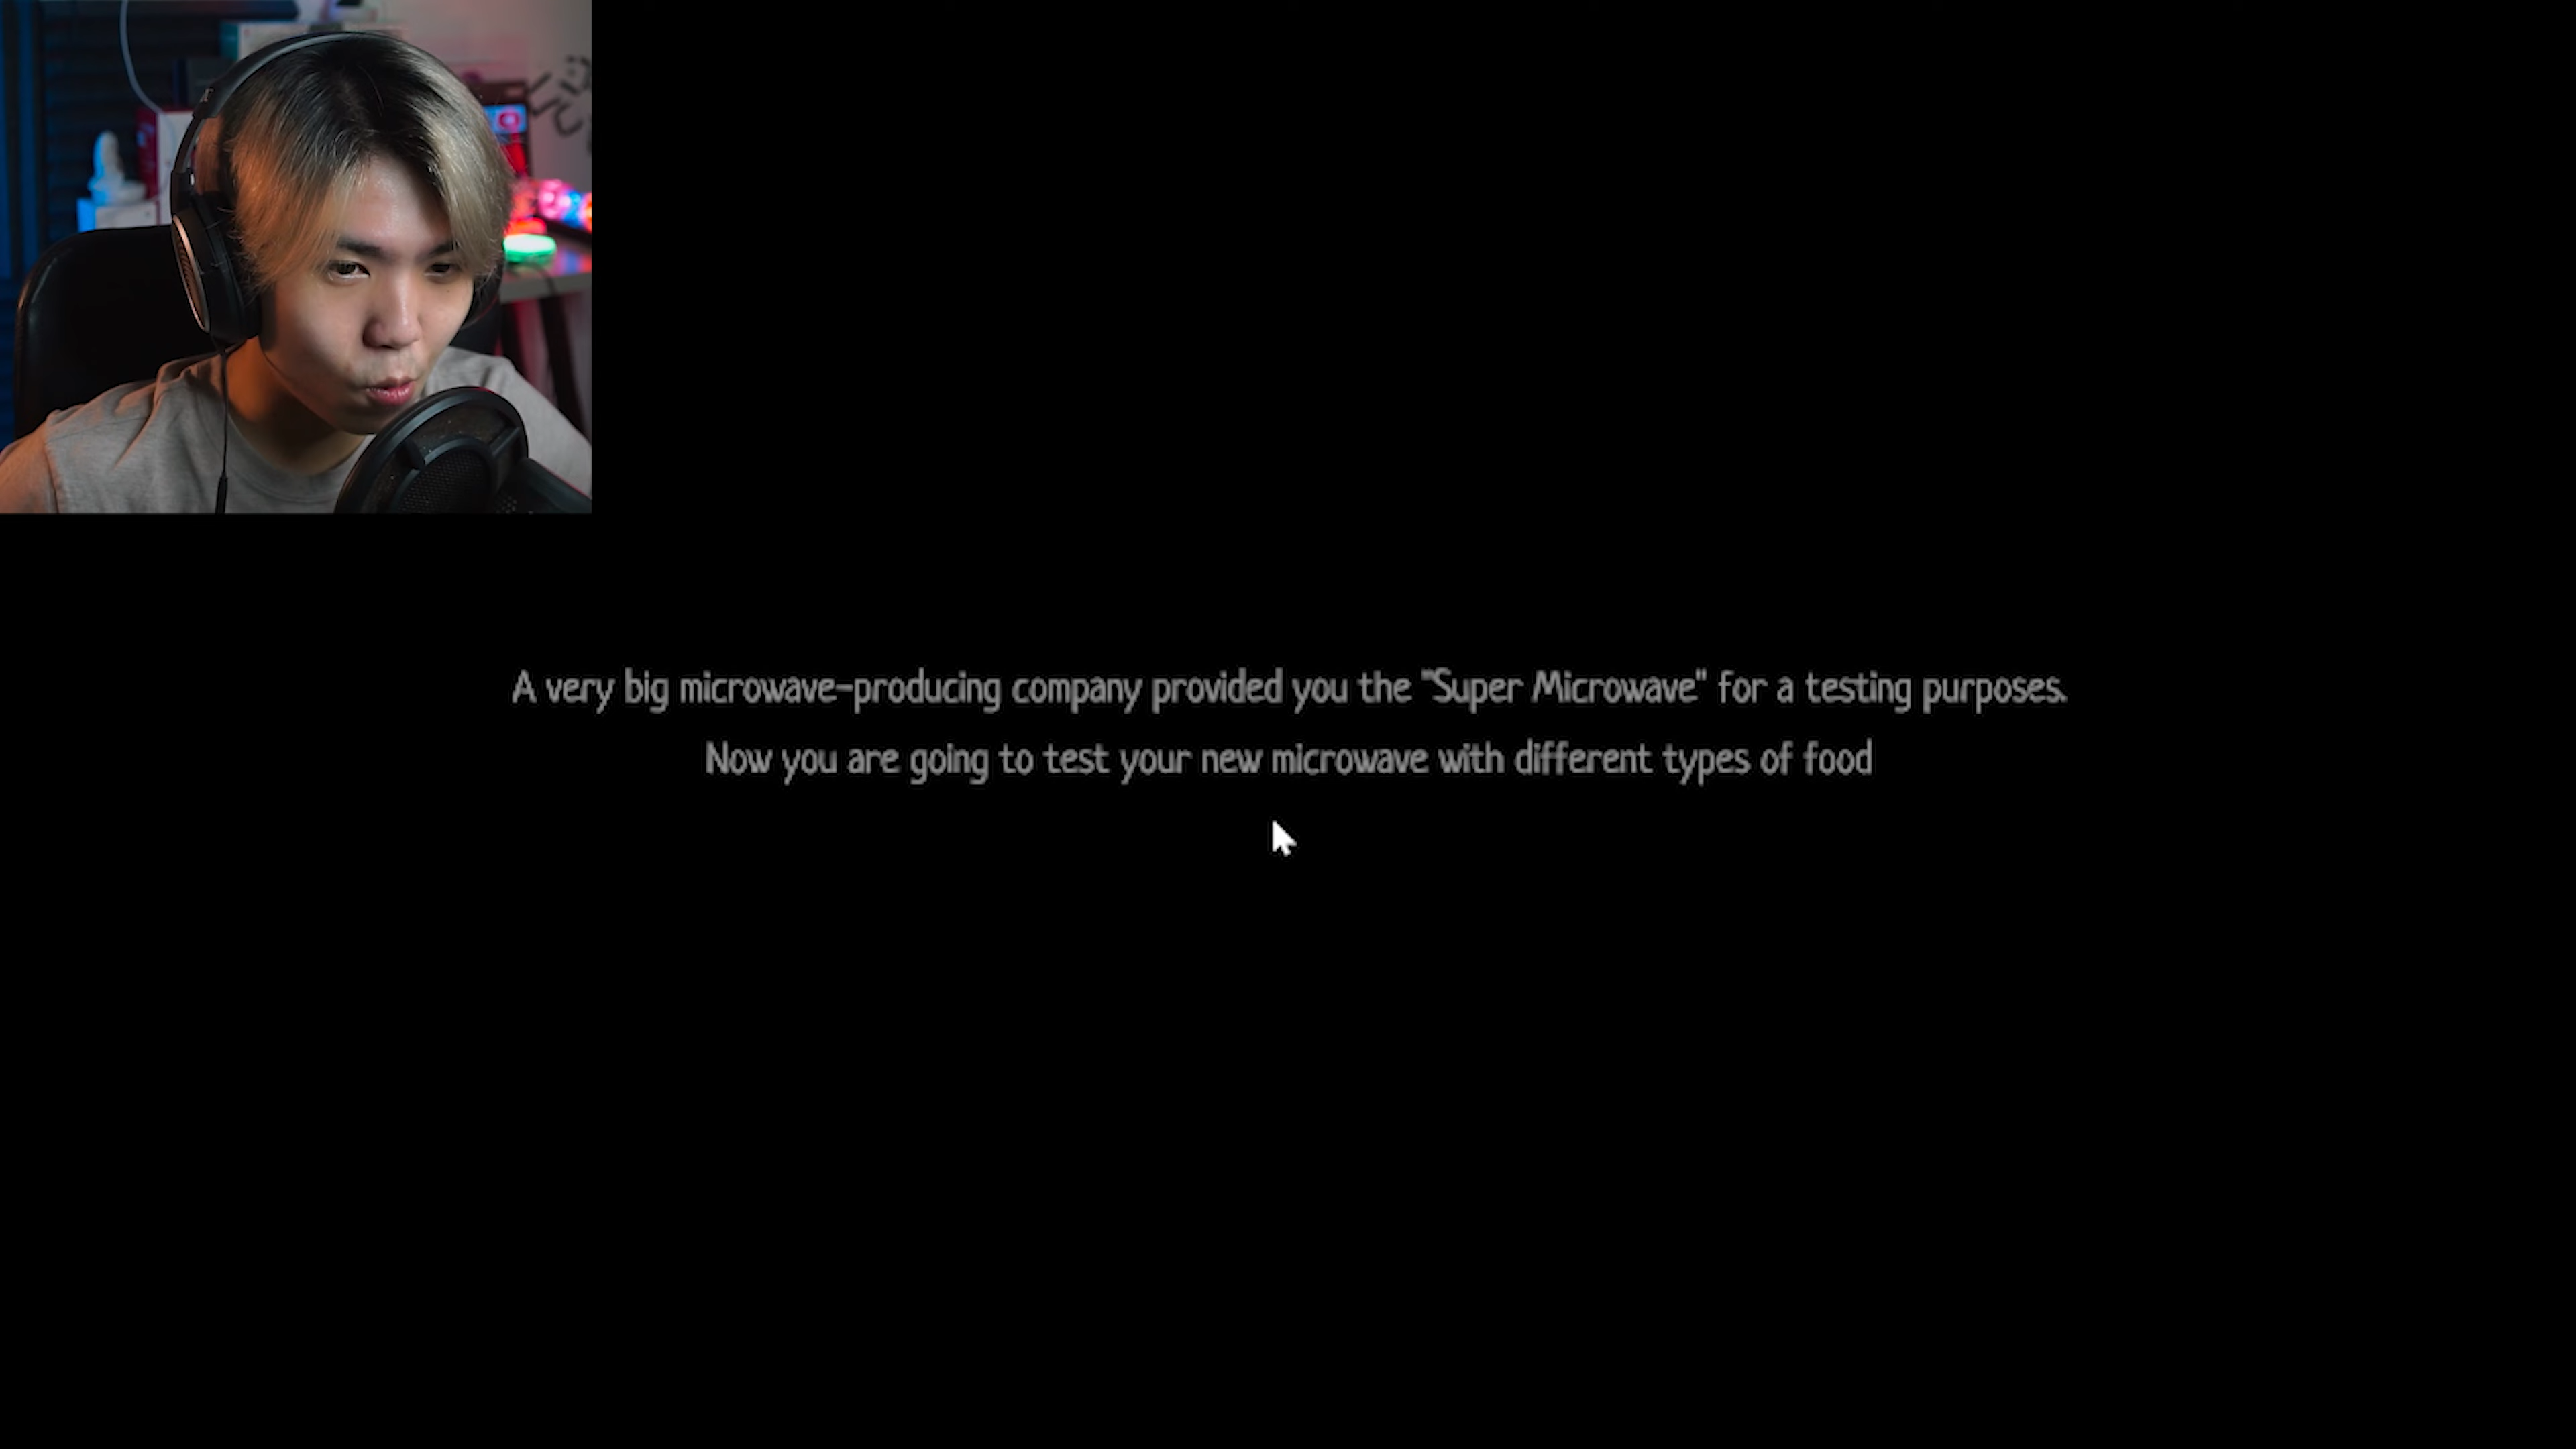 A very big microwave-producing company provided you the "Super Microwave" for a testing purposes.
Now you are going to test your new microwave with different types of food